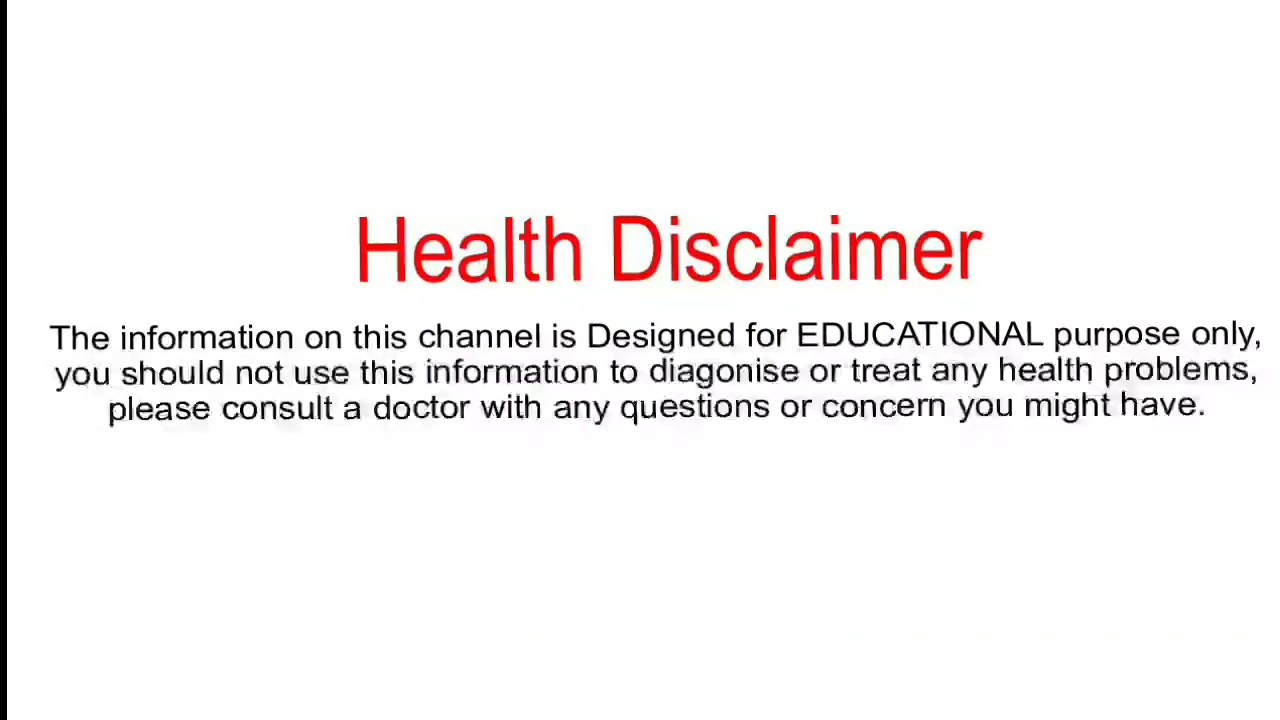 Health Disclaimer
The information on this channel is Designed for EDUCATIONAL purpose only,
you should not use this information to diagonise or treat any health problems,
please consult a doctor with any questions or concern you might have.